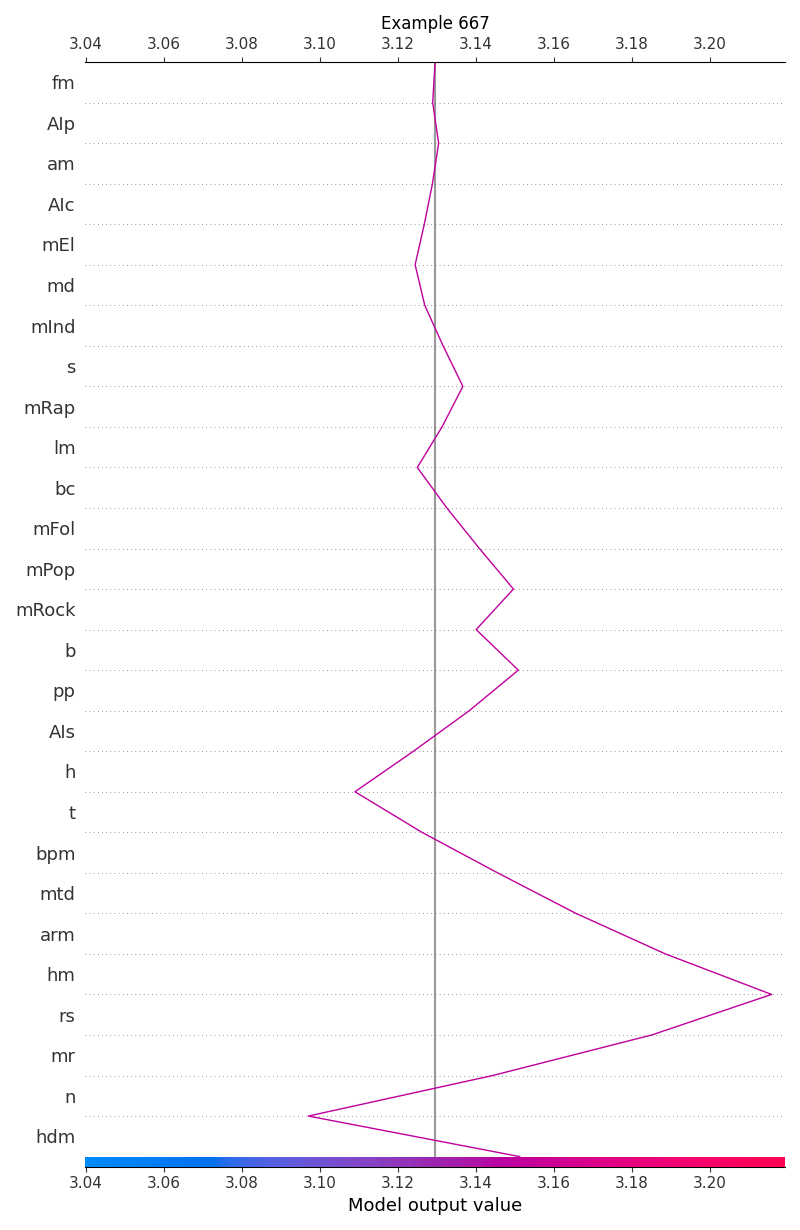 Example 667
3.04 3.06 3.08 3.10 3.12 3.14 3.16 3.18 3.20
fm
AIp
am
AIc
mEl
md
mInd
s
mRap
lm
bc
mFol
mPop
mRock
b
pp
AIs
h
t
bpm
mtd
arm
hm
rs
mr
n
hdm
3.04 3.06 3.08 3.10 3.12 3.14 3.16 3.18 3.20
Model output value